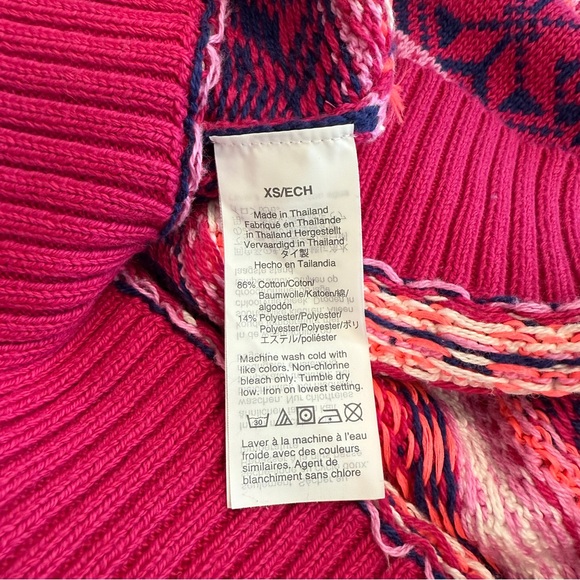 XS/ECH
Made in Thailand
Fabriqué en Thaïlande
in Thailand Hergestellt
Vervaardigd in Thailand
タイ製
Hecho en Tailandia
86% Cotton/Coton/
Baumwolle/Katoen/綿/
algodón
14% Polyester/Polyester/
Polyester/Polyester/ポリ
エステル/poliéster
Machine wash cold with
like colors. Non-chlorine
bleach only. Tumble dry
low. Iron on lowest setting.
30
Laver à la machine à l'eau
froide avec des couleurs
similaires. Agent de
blanchiment sans chlore